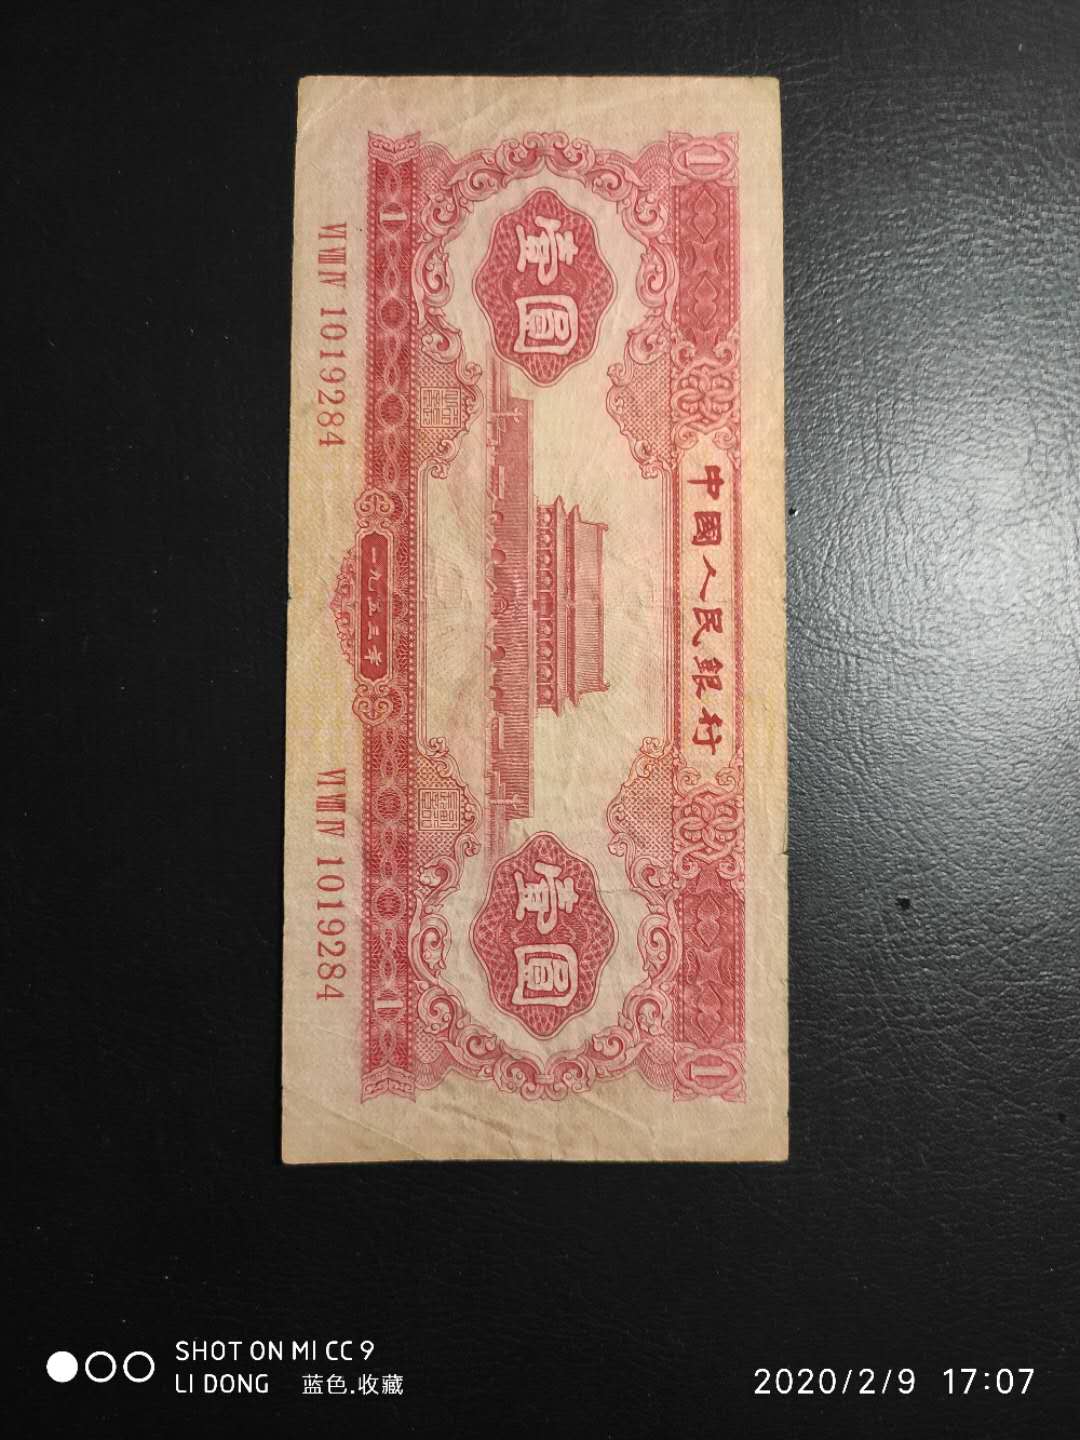 中國人民銀行
1
1
壹圓
壹圓
1
1
一九五三年
VI VIII IV 1019284
VI VIII IV 1019284
SHOT ON MI CC 9
LI DONG 蓝色.收藏
2020/2/9 17:07